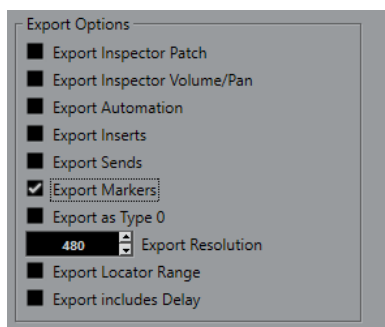 Export Options
Export Inspector Patch
Export Inspector Volume/Pan
Export Automation
Export Inserts
Export Sends
Export Markers
Export as Type 0
480 Export Resolution
Export Locator Range
Export includes Delay